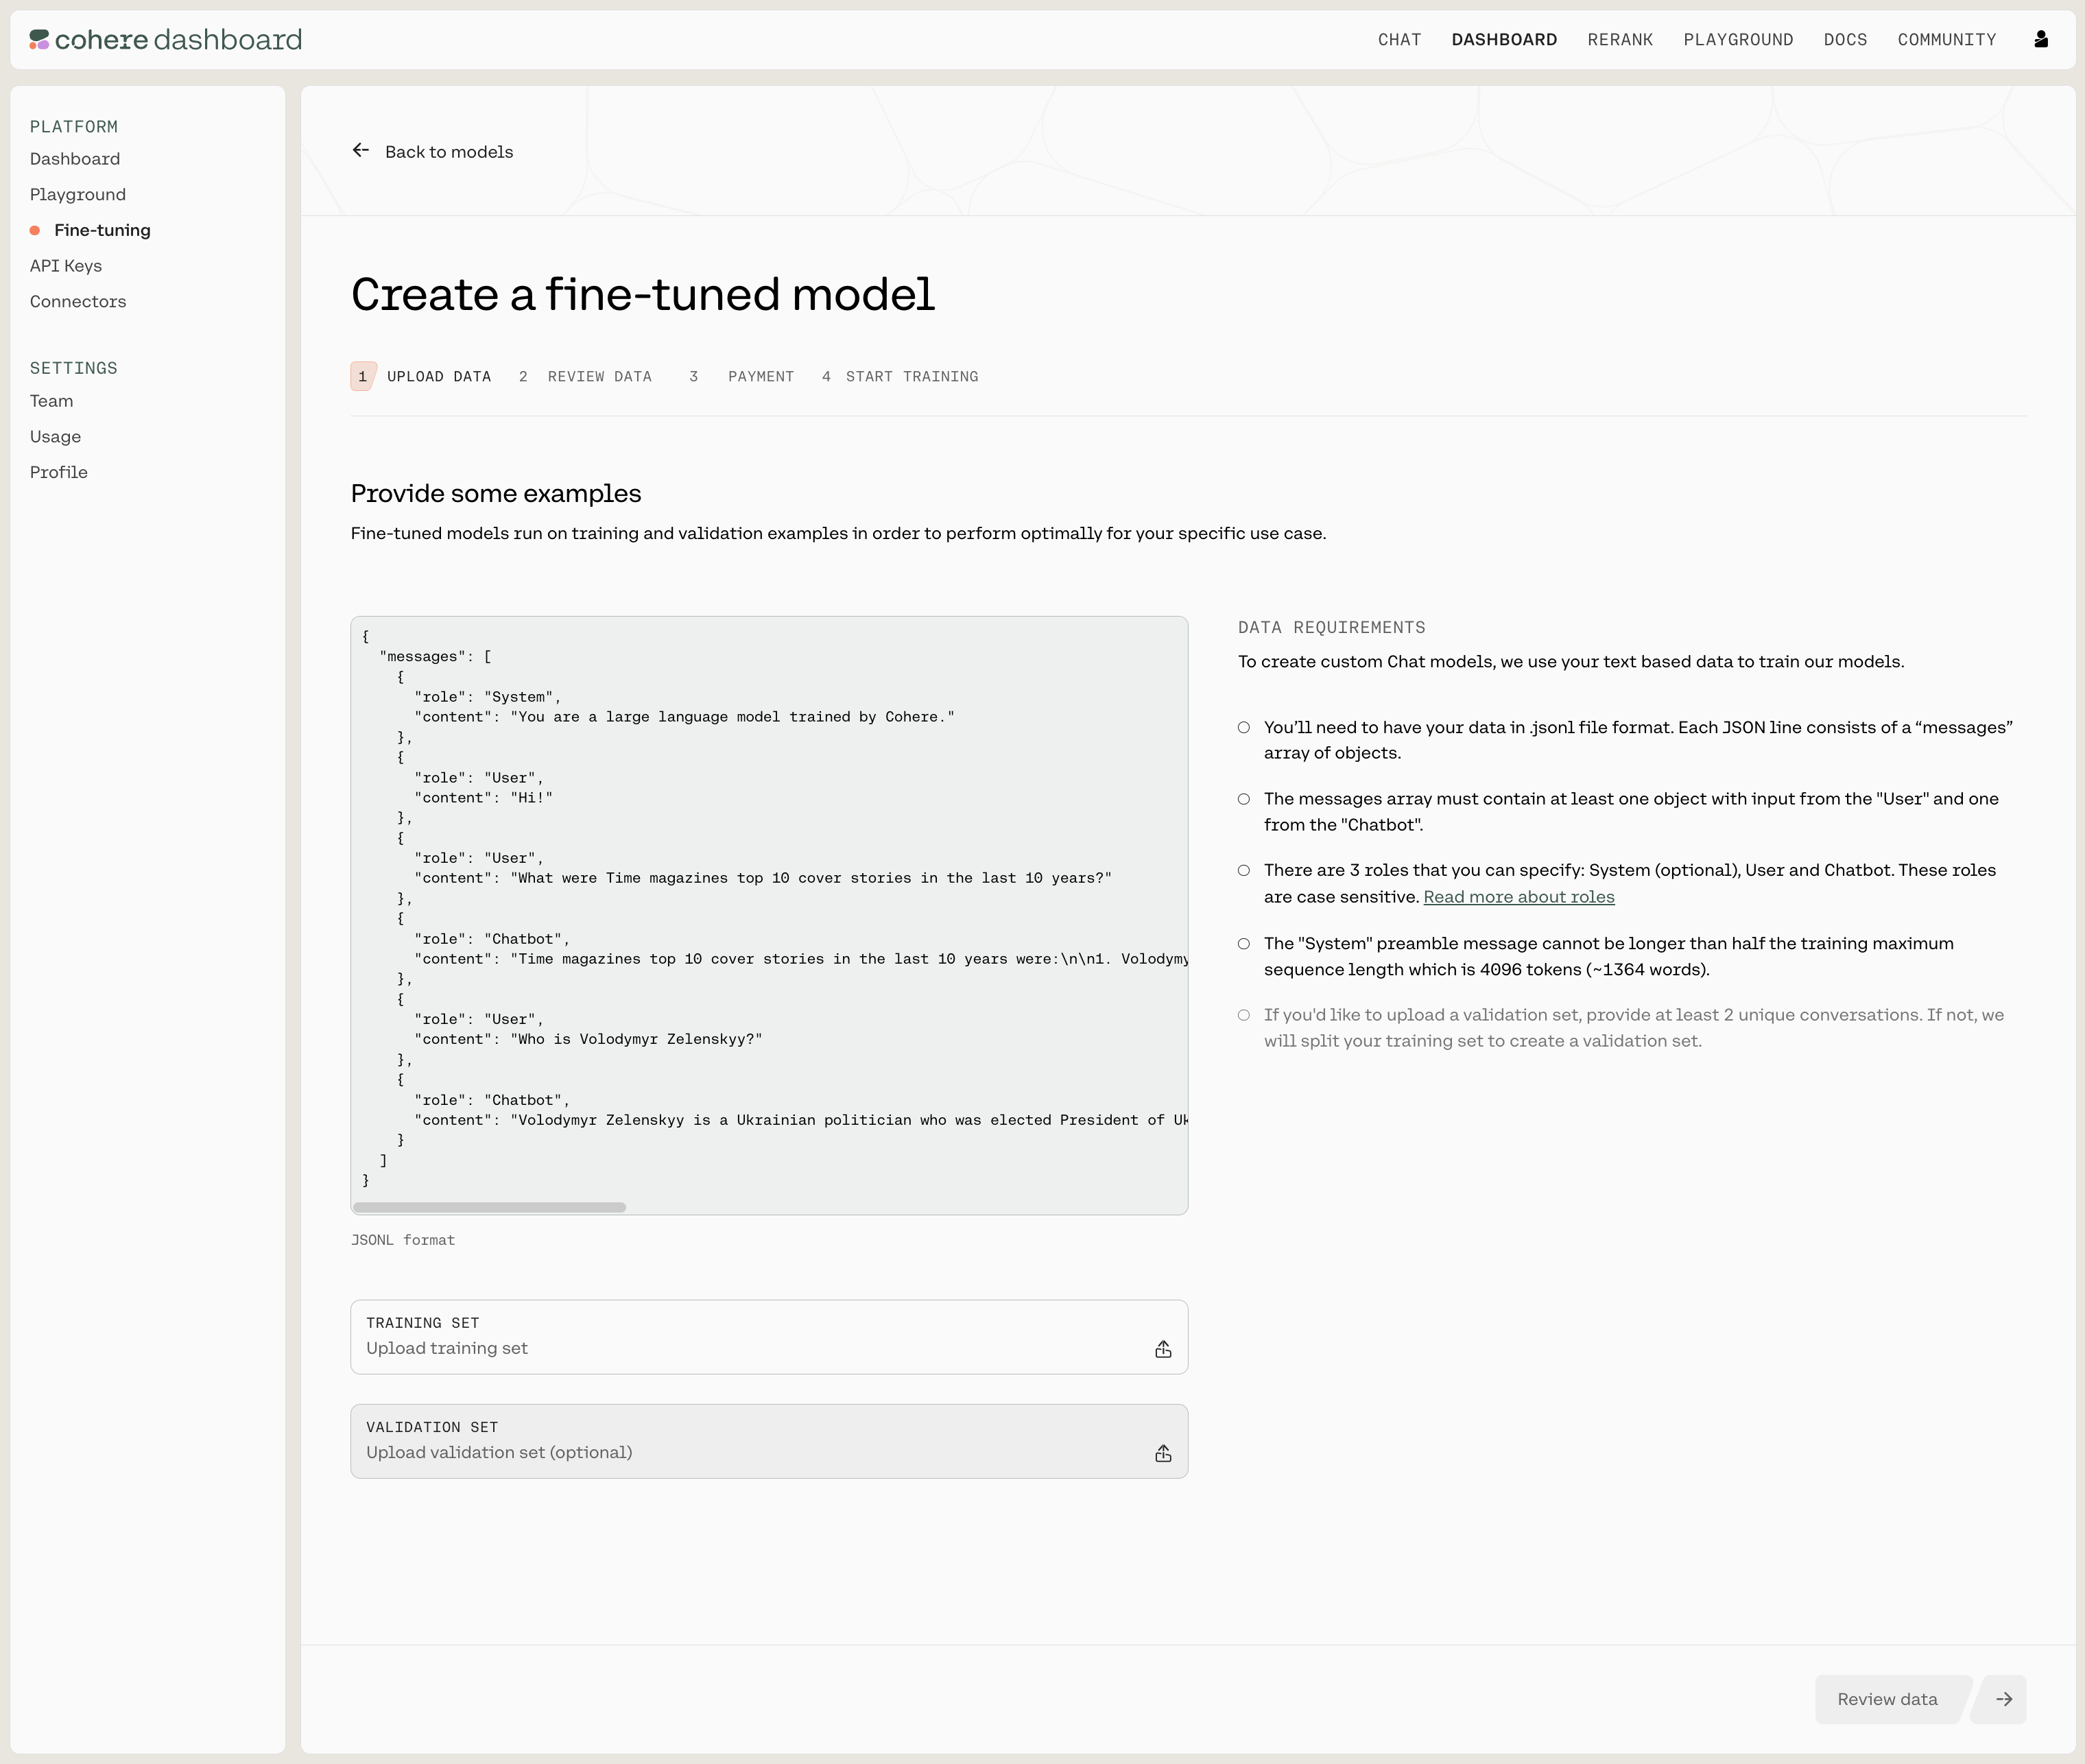 cohere dashboard
CHAT DASHBOARD RERANK PLAYGROUND DOCS COMMUNITY
PLATFORM
Dashboard
Playground
Fine-tuning
API Keys
Connectors
SETTINGS
Team
Usage
Profile
Back to models
Create a fine-tuned model
1 UPLOAD DATA 2 REVIEW DATA 3 PAYMENT 4 START TRAINING
Provide some examples
Fine-tuned models run on training and validation examples in order to perform optimally for your specific use case.
{
  "messages": [
    {
      "role": "System",
      "content": "You are a large language model trained by Cohere."
    },
    {
      "role": "User",
      "content": "Hi!"
    },
    {
      "role": "User",
      "content": "What were Time magazines top 10 cover stories in the last 10 years?"
    },
    {
      "role": "Chatbot",
      "content": "Time magazines top 10 cover stories in the last 10 years were:\n\n1. Volodymy
    },
    {
      "role": "User",
      "content": "Who is Volodymyr Zelenskyy?"
    },
    {
      "role": "Chatbot",
      "content": "Volodymyr Zelenskyy is a Ukrainian politician who was elected President of Uk
    }
  ]
}
JSONL format
TRAINING SET
Upload training set
VALIDATION SET
Upload validation set (optional)
DATA REQUIREMENTS
To create custom Chat models, we use your text based data to train our models.
You’ll need to have your data in .jsonl file format. Each JSON line consists of a “messages”
array of objects.
The messages array must contain at least one object with input from the "User" and one
from the "Chatbot".
There are 3 roles that you can specify: System (optional), User and Chatbot. These roles
are case sensitive. Read more about roles
The "System" preamble message cannot be longer than half the training maximum
sequence length which is 4096 tokens (~1364 words).
If you'd like to upload a validation set, provide at least 2 unique conversations. If not, we
will split your training set to create a validation set.
Review data